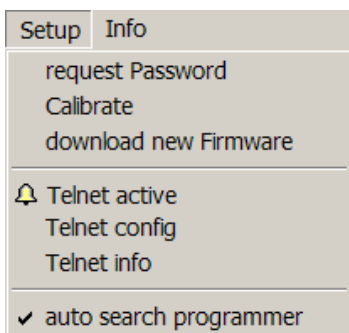 Setup Info
request Password
Calibrate
download new Firmware
Telnet active
Telnet config
Telnet info
auto search programmer